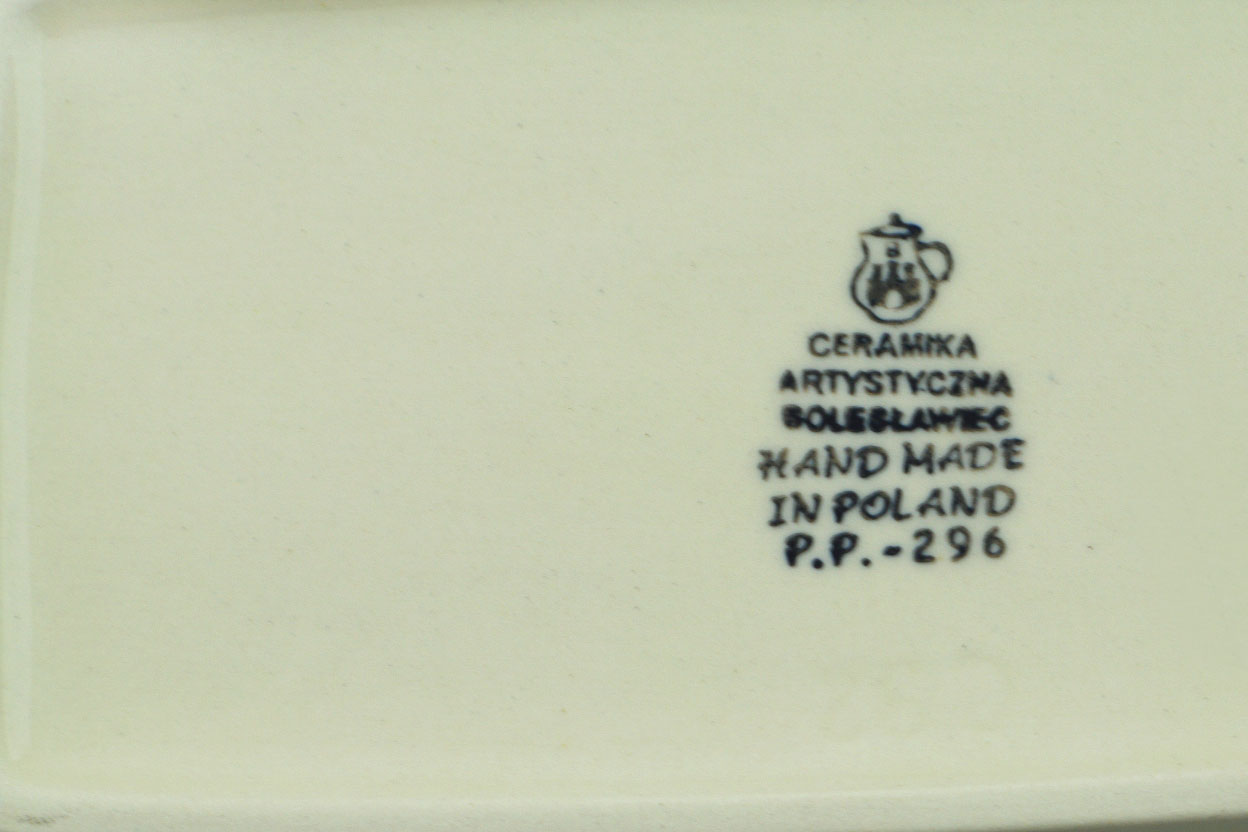 CERAMIKA
ARTYSTYCZNA
BOLESŁAWIEC
HAND MADE
IN POLAND
P.P.-296